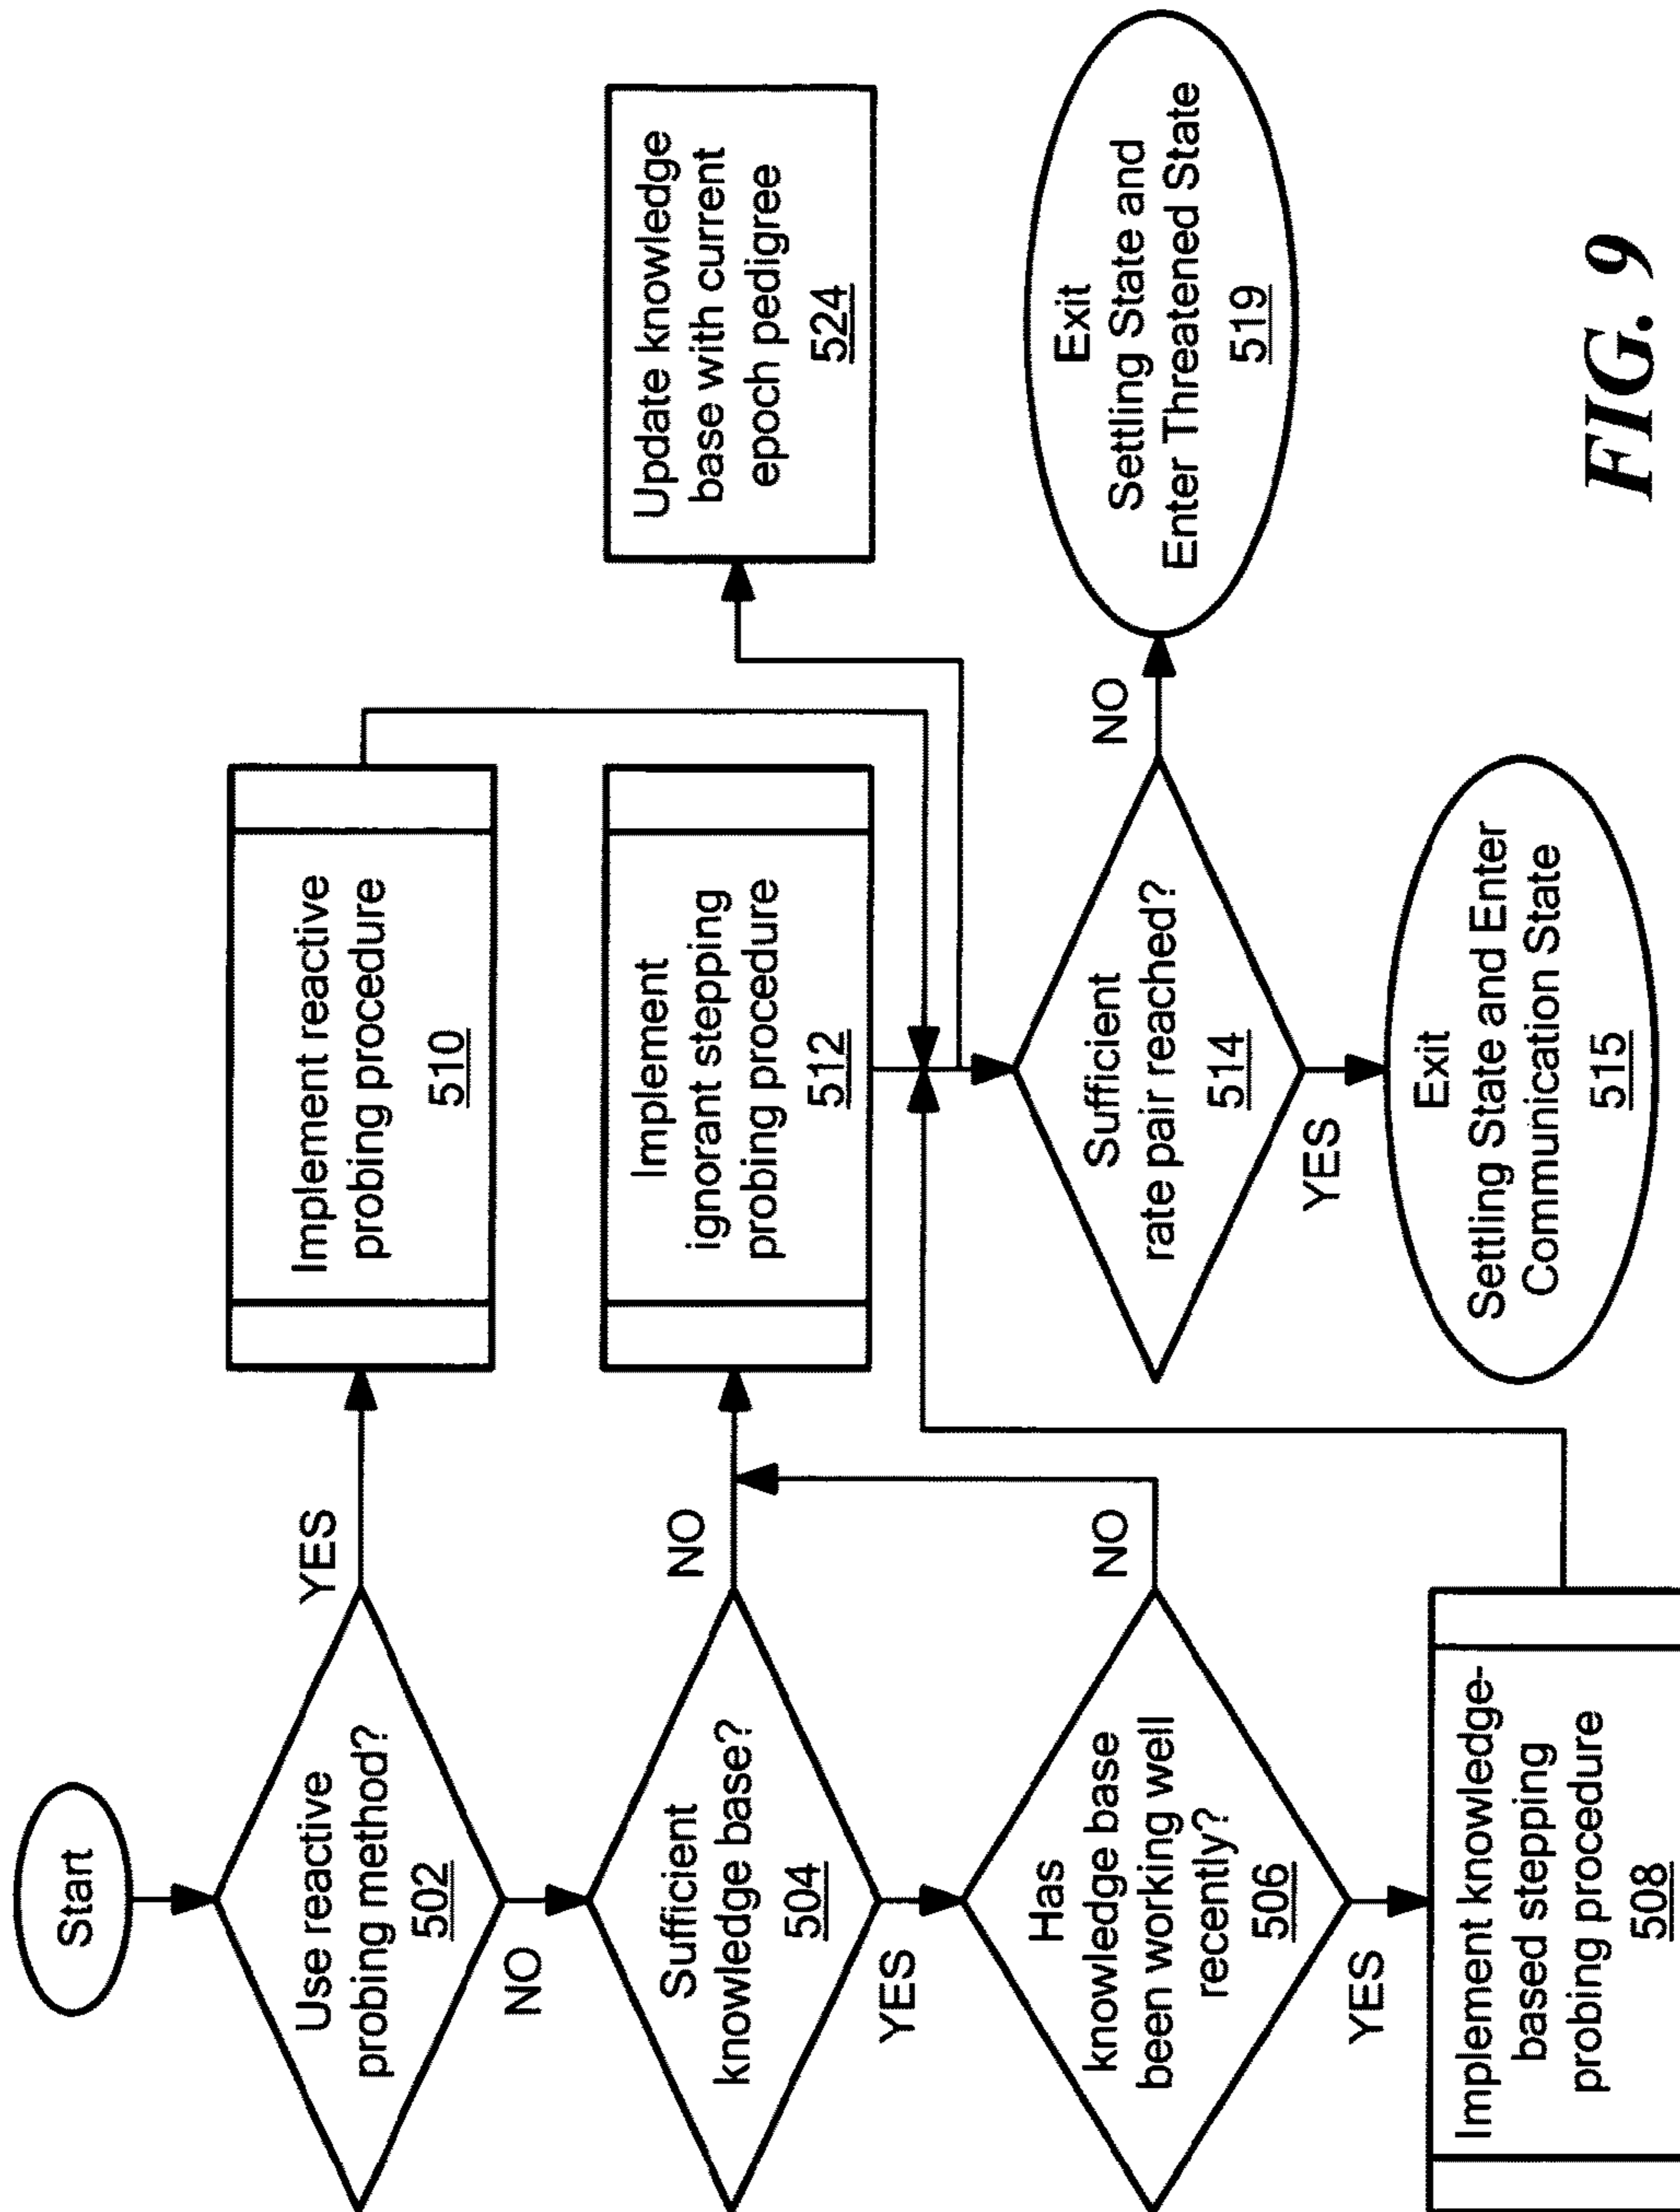 Start
Use reactive
probing method?
502
YES
NO
Implement reactive
probing procedure
510
Sufficient
knowledge base?
504
NO
YES
Implement
ignorant stepping
probing procedure
512
Update knowledge
base with current
epoch pedigree
524
Has
knowledge base
been working well
recently?
506
NO
YES
Sufficient
rate pair reached?
514
NO
YES
Exit
Settling State and
Enter Threatened State
519
Implement knowledge-
based stepping
probing procedure
508
Exit
Settling State and Enter
Communication State
515
FIG. 9